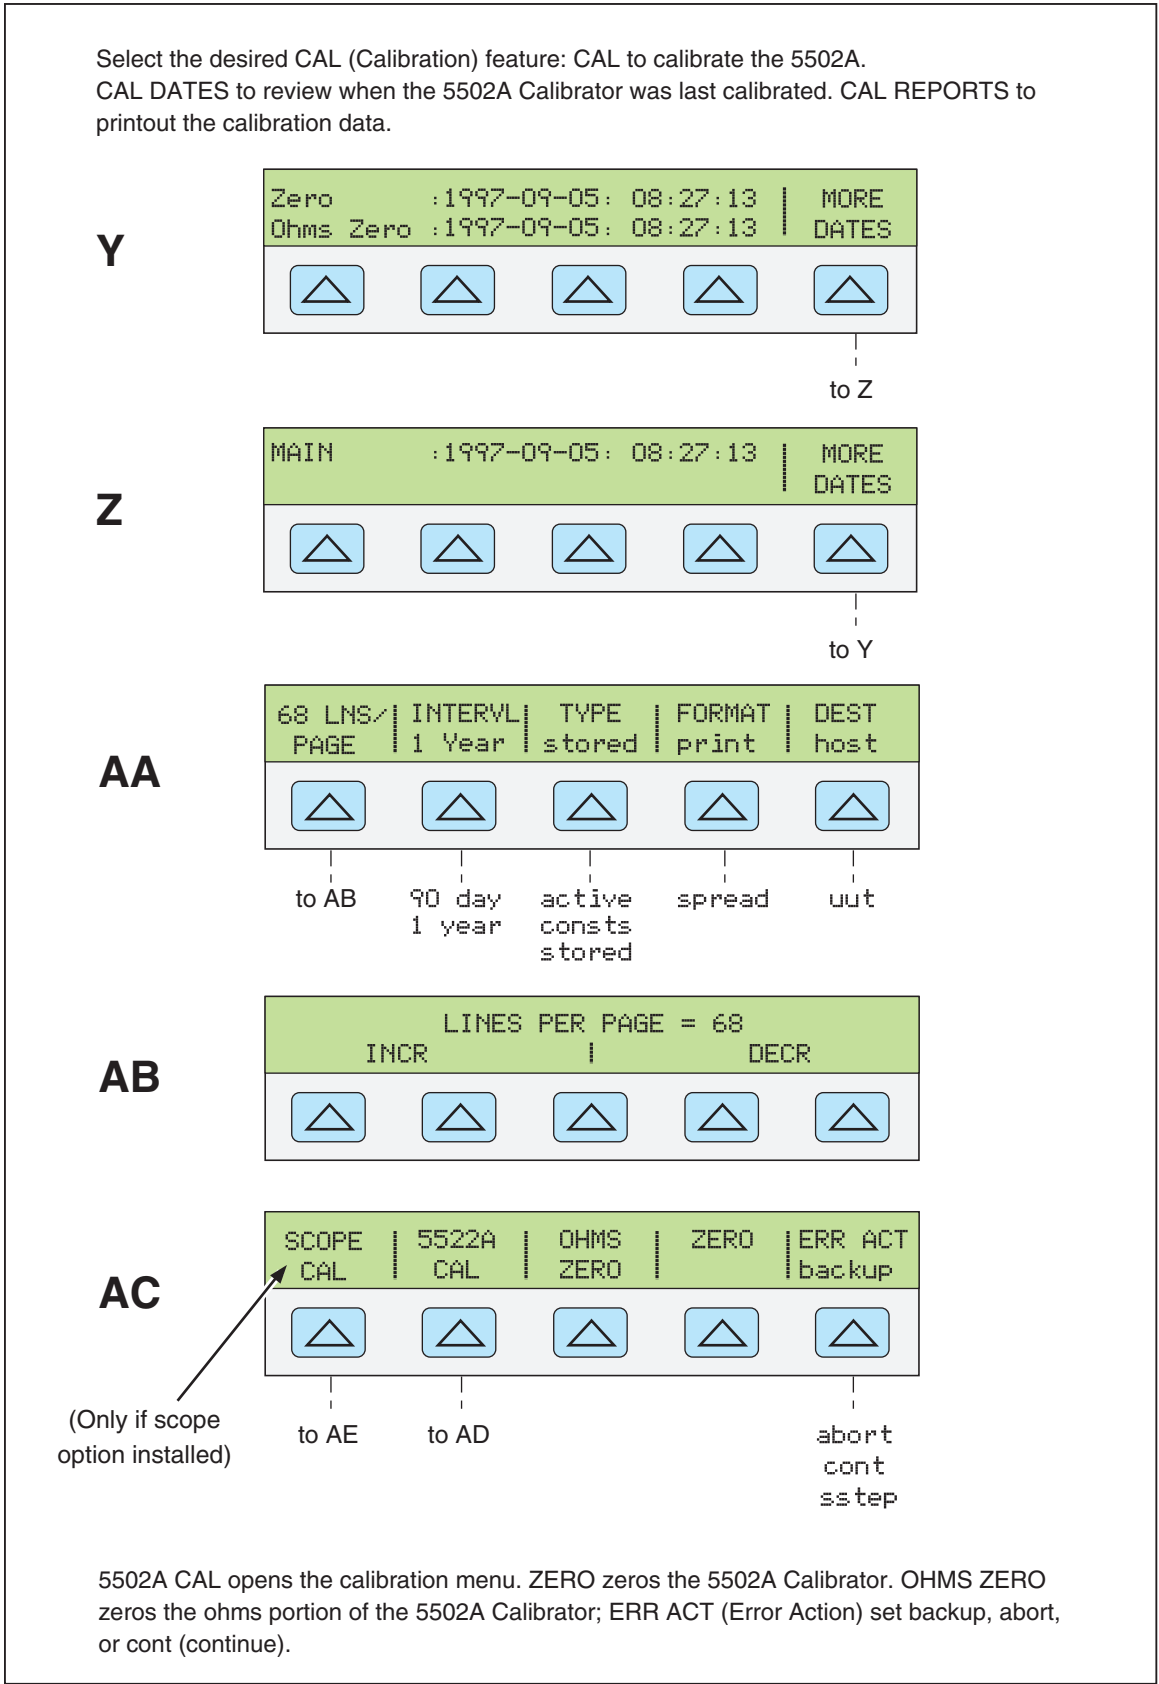 Select the desired CAL (Calibration) feature: CAL to calibrate the 5502A.
CAL DATES to review when the 5502A Calibrator was last calibrated. CAL REPORTS to
printout the calibration data.
Y
Zero :1997-09-05: 08:27:13 | MORE
Ohms Zero :1997-09-05: 08:27:13 | DATES
to Z
Z
MAIN :1997-09-05: 08:27:13 | MORE
DATES
to Y
AA
68 LNS/ | INTERVL | TYPE | FORMAT | DEST
PAGE | 1 Year | stored | print | host
to AB 90 day active spread uut
1 year consts
stored
AB
LINES PER PAGE = 68
INCR | DECR
AC
SCOPE | 5522A | OHMS | ZERO | ERR ACT
CAL | CAL | ZERO | | backup
(Only if scope
option installed)
to AE to AD abort
cont
sstep
5502A CAL opens the calibration menu. ZERO zeros the 5502A Calibrator. OHMS ZERO
zeros the ohms portion of the 5502A Calibrator; ERR ACT (Error Action) set backup, abort,
or cont (continue).